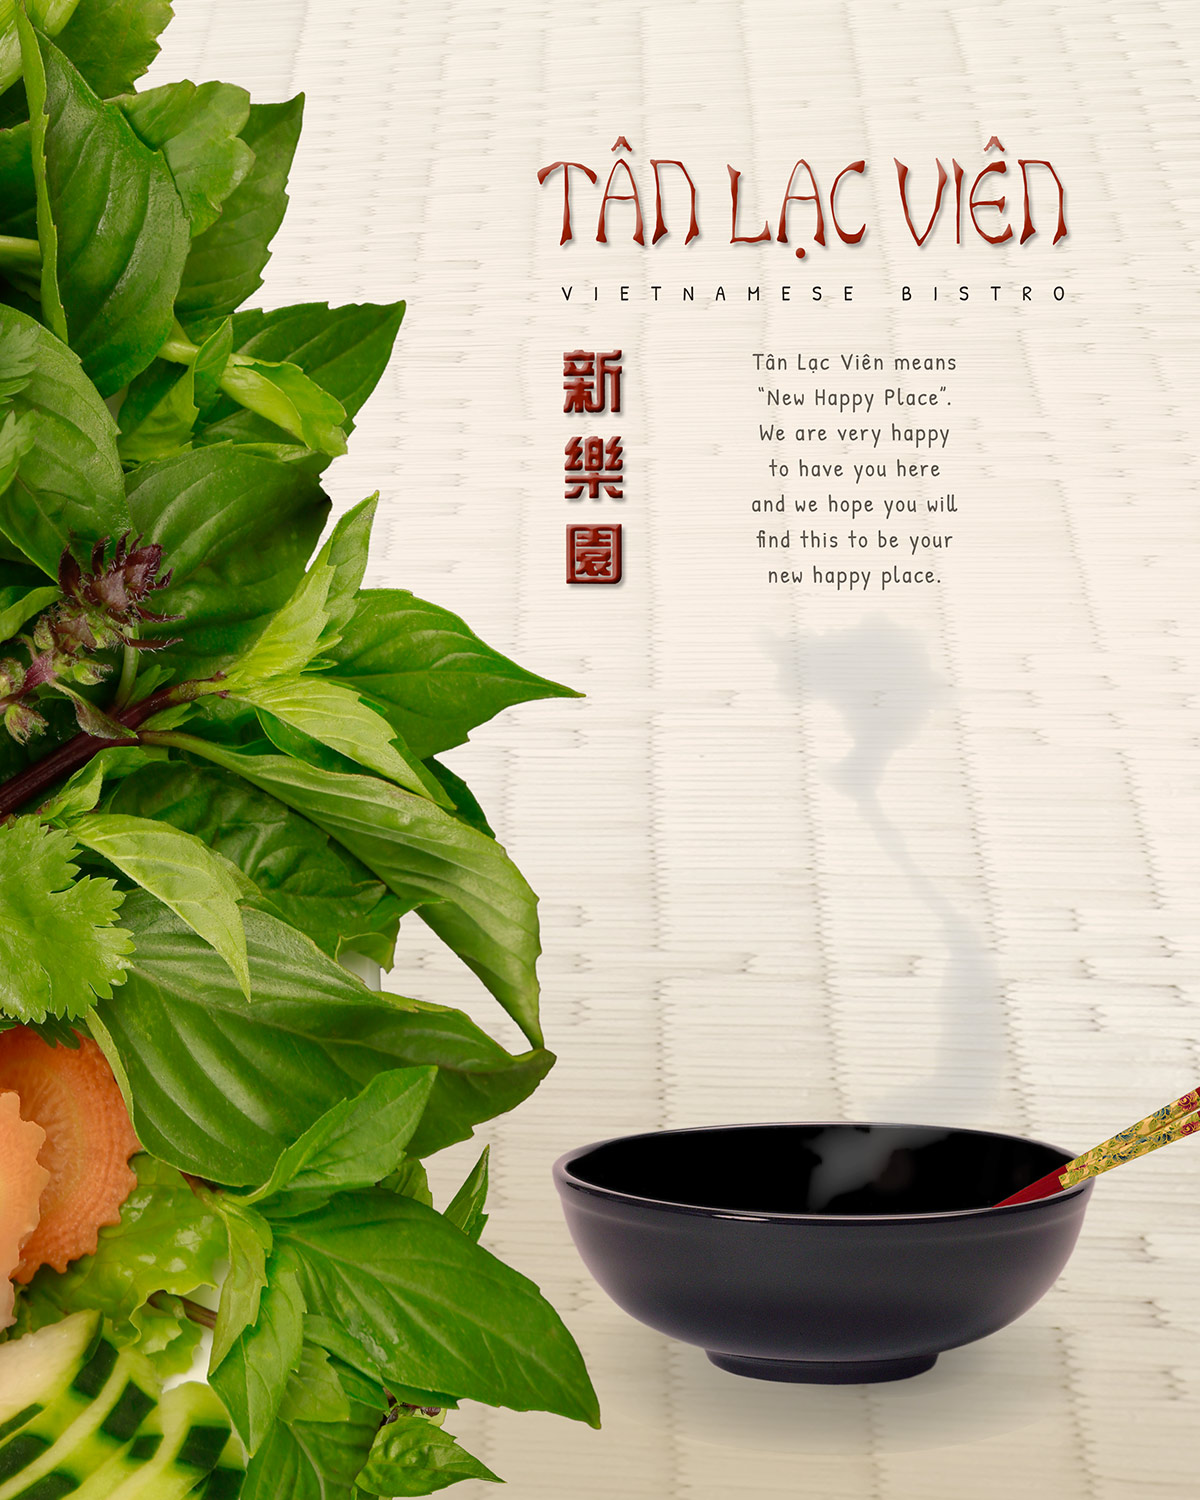 TÂN LẠC VIÊN
VIETNAMESE BISTRO
新
樂
園
Tân Lạc Viên means
“New Happy Place”.
We are very happy
to have you here
and we hope you will
find this to be your
new happy place.